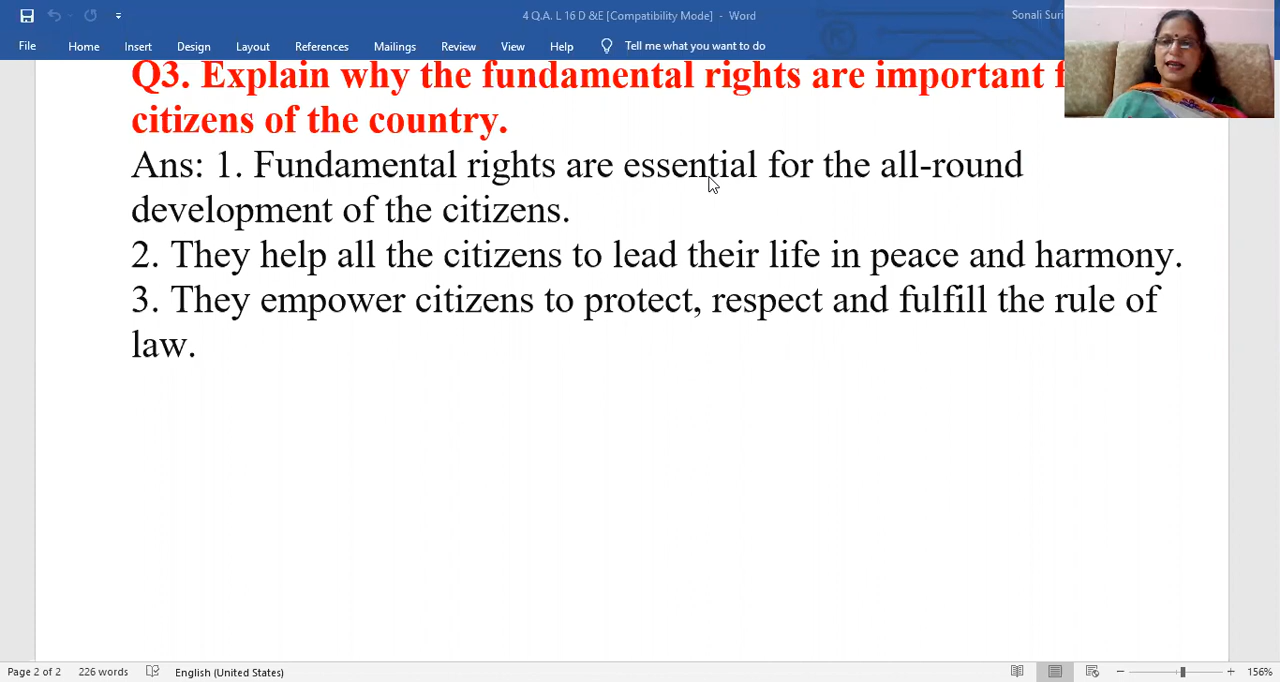 4 Q.A. L 16 D &E [Compatibility Mode] - Word
Sonali Suri
File Home Insert Design Layout References Mailings Review View Help Tell me what you want to do
Q3. Explain why the fundamental rights are important
citizens of the country.
Ans: 1. Fundamental rights are essential for the all-round
development of the citizens.
2. They help all the citizens to lead their life in peace and harmony.
3. They empower citizens to protect, respect and fulfill the rule of
law.
Page 2 of 2 226 words English (United States) 156%